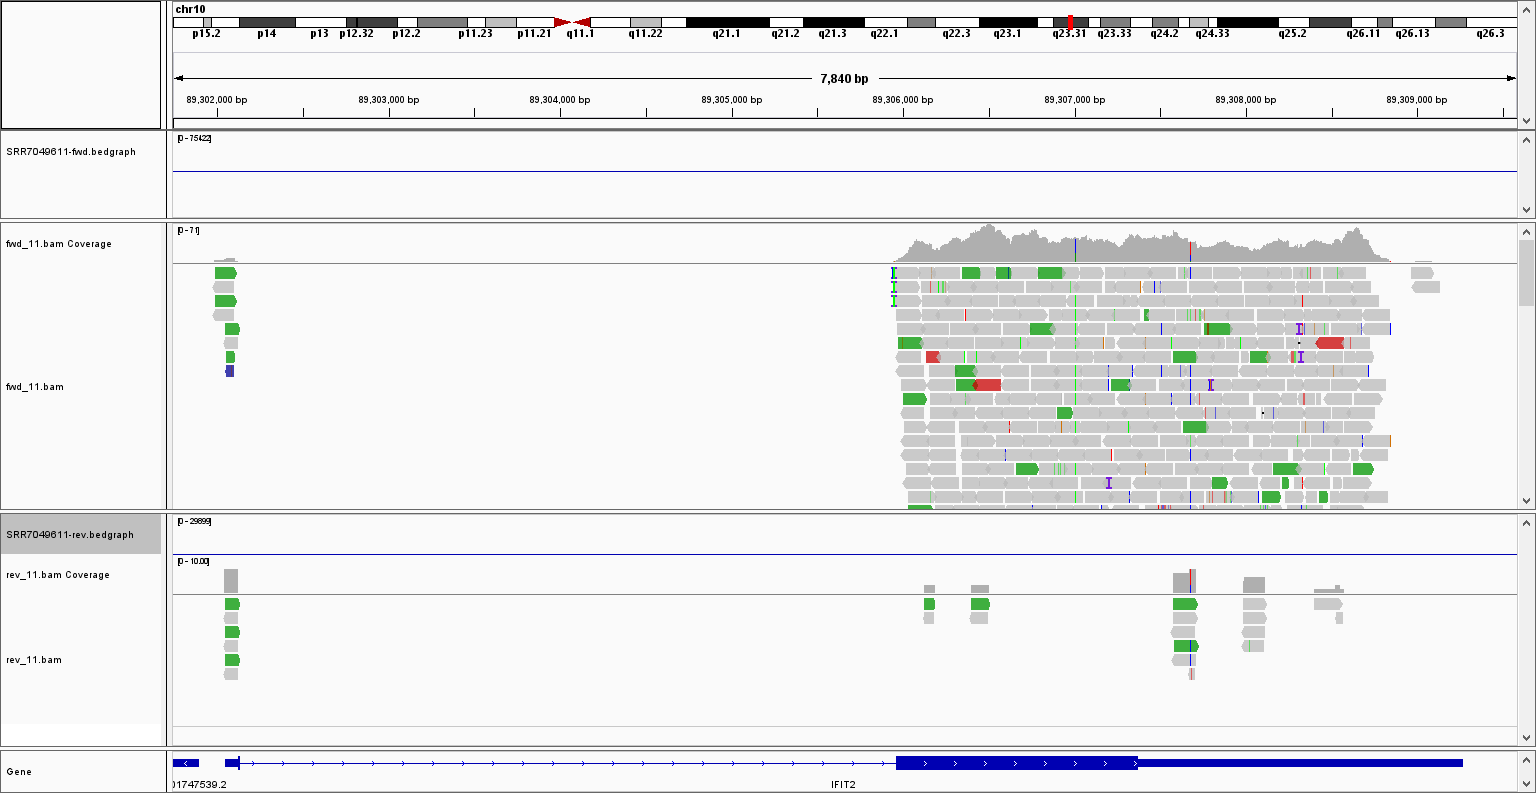 chr10
p15.2 p14 p13 p12.32 p12.2 p11.23 p11.21 q11.1 q11.22 q21.1 q21.2 q21.3 q22.1 q22.3 q23.1 q23.31 q23.33 q24.2 q24.33 q25.2 q26.11 q26.13 q26.3
7,840 bp
89,302,000 bp 89,303,000 bp 89,304,000 bp 89,305,000 bp 89,306,000 bp 89,307,000 bp 89,308,000 bp 89,309,000 bp
[0 - 75422]
SRR7049611-fwd.bedgraph
[0 - 71]
fwd_11.bam Coverage
fwd_11.bam
[0 - 29899]
SRR7049611-rev.bedgraph
[0 - 10.00]
rev_11.bam Coverage
rev_11.bam
Gene
01747539.2 IFIT2